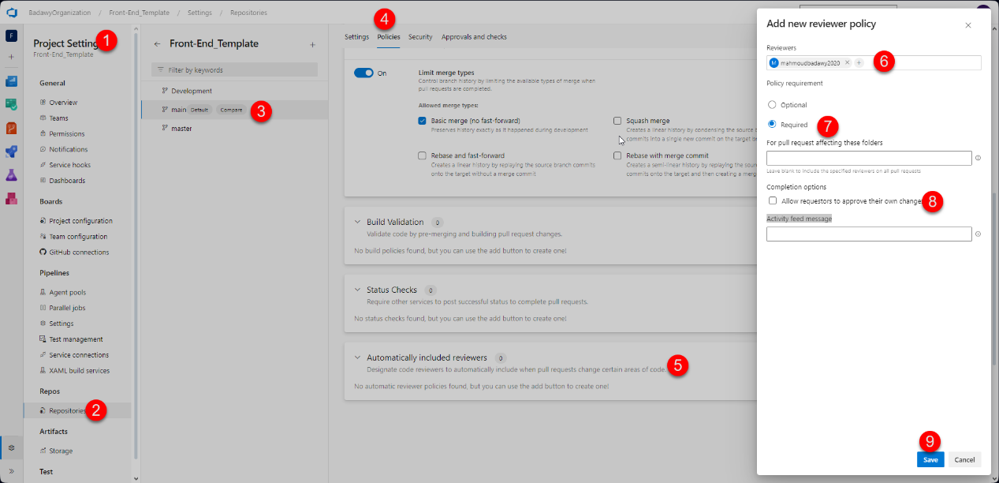 BadawyOrganization / Front-End_Template / Settings / Repositories
F
Project Setting
1
Front-End_Template
General
Overview
Teams
Permissions
Notifications
Service hooks
Dashboards
Boards
Project configuration
Team configuration
GitHub connections
Pipelines
Agent pools
Parallel jobs
Settings
Test management
Service connections
XAML build services
Repos
Repositories
2
Artifacts
Storage
Test
Front-End_Template
Filter by keywords
Development
main Default Compare
3
master
4
Settings Policies Security Approvals and checks
On
Limit merge types
Control branch history by limiting the available types of merge when
pull requests are completed.
Allowed merge types:
Basic merge (no fast-forward)
Preserves history exactly as it happened during development
Squash merge
Creates a linear history by condensing the source b
commits into a single new commit on the target br
Rebase and fast-forward
Creates a linear history by replaying the source branch commits
onto the target without a merge commit
Rebase with merge commit
Creates a semi-linear history by replaying the sour
commits onto the target and then creating a merg
Build Validation 0
Validate code by pre-merging and building pull request changes.
No build policies found, but you can use the add button to create one!
Status Checks 0
Require other services to post successful status to complete pull requests.
No status checks found, but you can use the add button to create one!
Automatically included reviewers 0
Designate code reviewers to automatically include when pull requests change certain areas of code.
5
No automatic reviewer policies found, but you can use the add button to create one!
Add new reviewer policy
Reviewers
M mahmoudbadawy2020
6
Policy requirement
Optional
Required
7
For pull request affecting these folders
Leave blank to include the specified reviewers on all pull requests
Completion options
Allow requestors to approve their own change
8
Activity feed message
9
Save Cancel